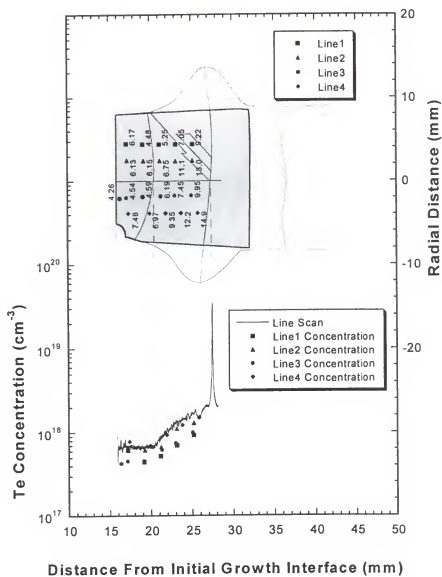 20
Line1
Line2
Line3
Line4
10
0
-10
-20
Radial Distance (mm)
6.17 4.48 5.25 7.05 9.22
6.13 6.15 6.75 11.1 13.0
4.26 4.54 4.59 6.19 7.45 9.95
7.48 6.97 9.35 12.2 14.9
10^20
10^19
10^18
10^17
Te Concentration (cm^-3)
Line Scan
Line1 Concentration
Line2 Concentration
Line3 Concentration
Line4 Concentration
10 15 20 25 30 35 40 45 50
Distance From Initial Growth Interface (mm)